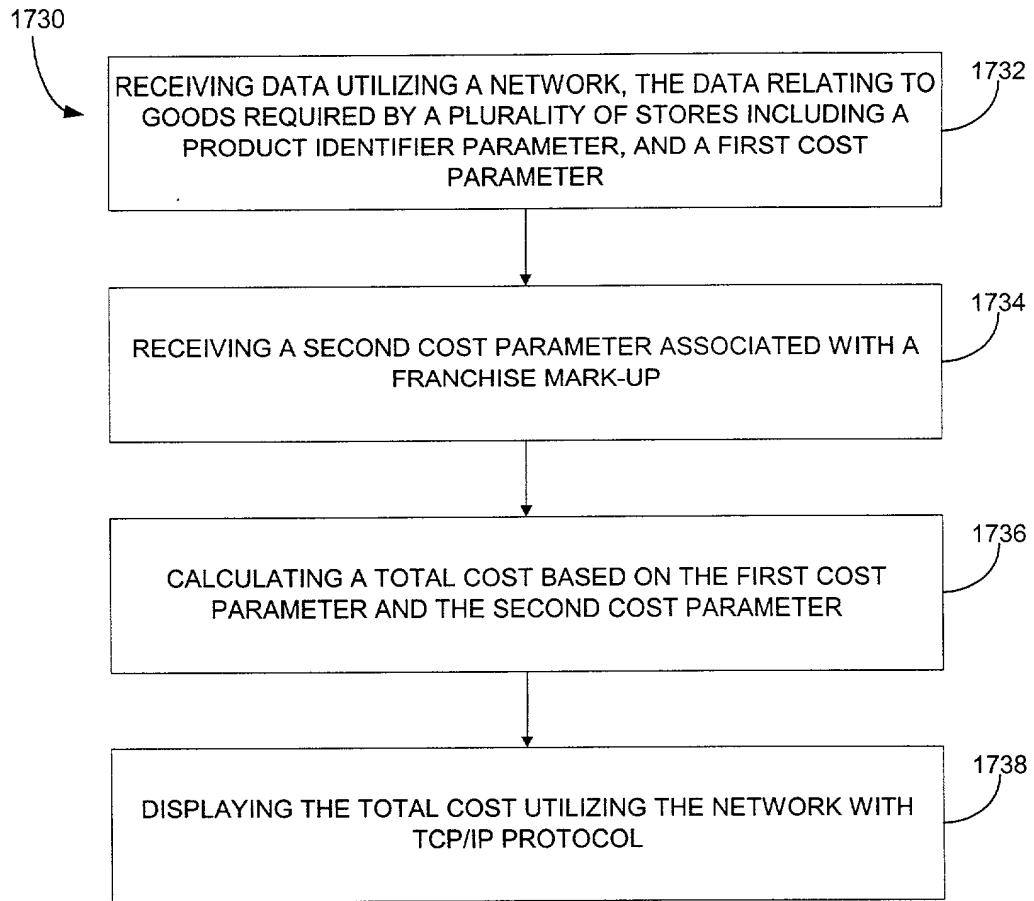 1730
RECEIVING DATA UTILIZING A NETWORK, THE DATA RELATING TO
GOODS REQUIRED BY A PLURALITY OF STORES INCLUDING A
PRODUCT IDENTIFIER PARAMETER, AND A FIRST COST
PARAMETER
1732
RECEIVING A SECOND COST PARAMETER ASSOCIATED WITH A
FRANCHISE MARK-UP
1734
CALCULATING A TOTAL COST BASED ON THE FIRST COST
PARAMETER AND THE SECOND COST PARAMETER
1736
DISPLAYING THE TOTAL COST UTILIZING THE NETWORK WITH
TCP/IP PROTOCOL
1738